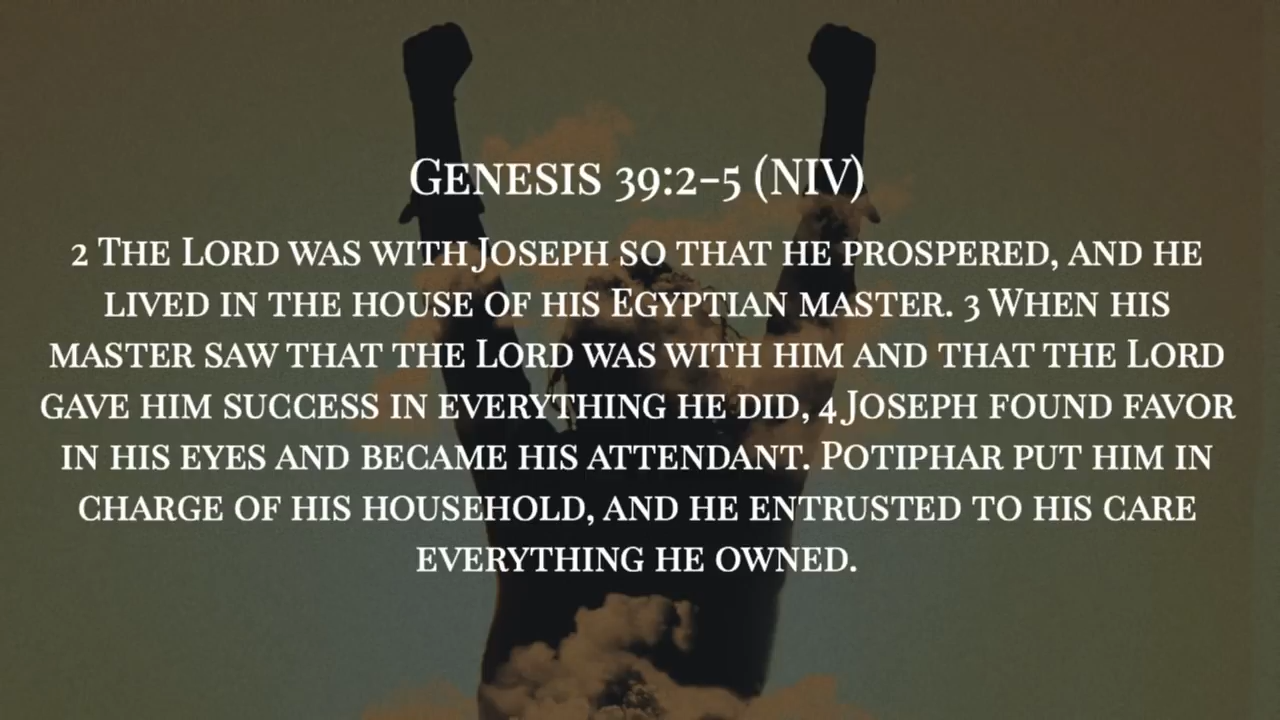 Genesis 39:2-5 (NIV)
2 The Lord was with Joseph so that he prospered, and he
lived in the house of his Egyptian master. 3 When his
master saw that the Lord was with him and that the Lord
gave him success in everything he did, 4 Joseph found favor
in his eyes and became his attendant. Potiphar put him in
charge of his household, and he entrusted to his care
everything he owned.